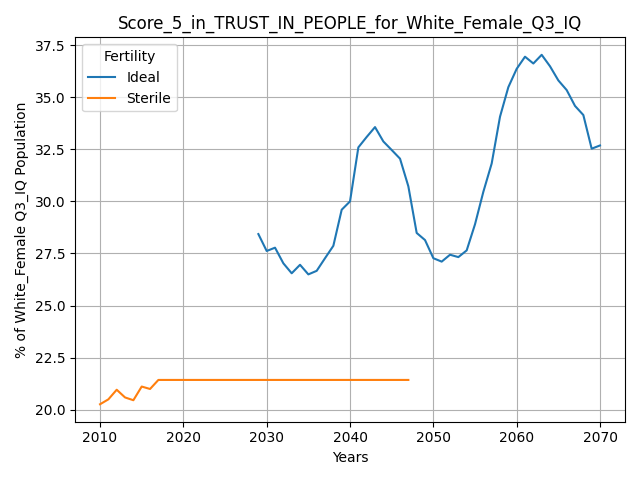 Score_5_in_TRUST_IN_PEOPLE_for_White_Female_Q3_IQ
Fertility
Ideal
Sterile
% of White_Female Q3_IQ Population
37.5
35.0
32.5
30.0
27.5
25.0
22.5
20.0
2010 2020 2030 2040 2050 2060 2070
Years